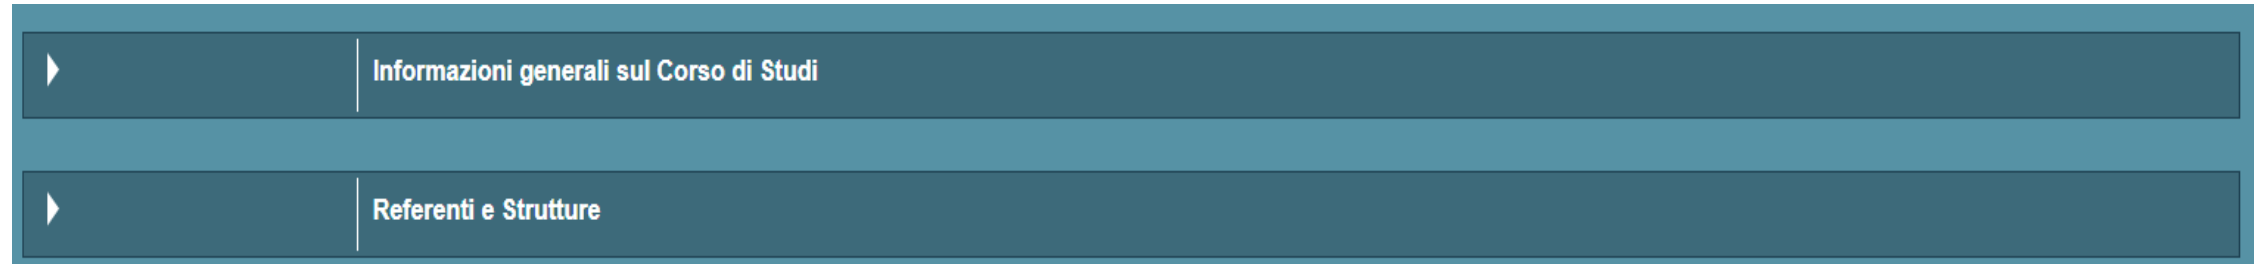 Informazioni generali sul Corso di Studi
Referenti e Strutture